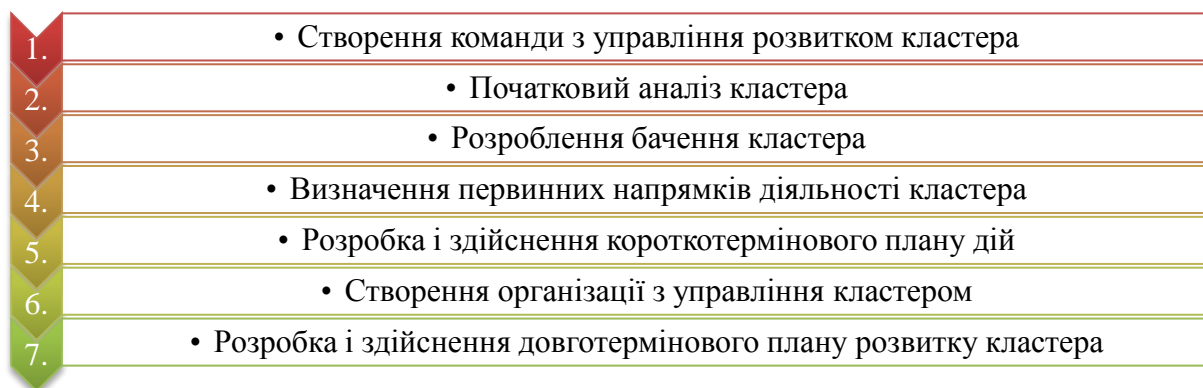 1. • Створення команди з управління розвитком кластера
2. • Початковий аналіз кластера
3. • Розроблення бачення кластера
4. • Визначення первинних напрямків діяльності кластера
5. • Розробка і здійснення короткотермінового плану дій
6. • Створення організації з управління кластером
7. • Розробка і здійснення довготермінового плану розвитку кластера